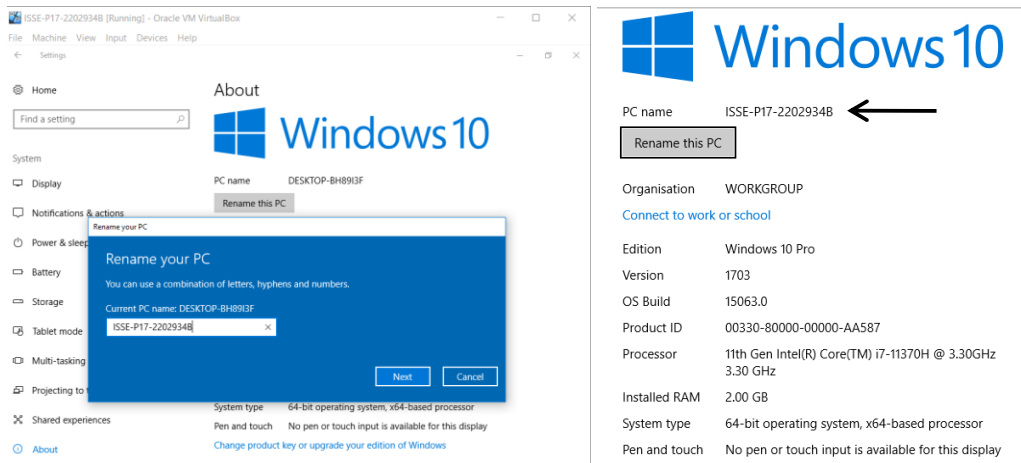 ISSE-P17-2202934B [Running] - Oracle VM VirtualBox
File Machine View Input Devices Help
Settings
Home
Find a setting
System
Display
Notifications & actions
Power & sleep
Battery
Storage
Tablet mode
Multi-tasking
Projecting to
Shared experiences
About
About
Windows 10
PC name DESKTOP-BH89I3F
Rename this PC
Rename your PC
Rename your PC
You can use a combination of letters, hyphens and numbers.
Current PC name: DESKTOP-BH89I3F
ISSE-P17-2202934B
Next Cancel
System type 64-bit operating system, x64-based processor
Pen and touch No pen or touch input is available for this display
Change product key or upgrade your edition of Windows
Windows 10
PC name ISSE-P17-2202934B
Rename this PC
Organisation WORKGROUP
Connect to work or school
Edition Windows 10 Pro
Version 1703
OS Build 15063.0
Product ID 00330-80000-00000-AA587
Processor 11th Gen Intel(R) Core(TM) i7-11370H @ 3.30GHz
3.30 GHz
Installed RAM 2.00 GB
System type 64-bit operating system, x64-based processor
Pen and touch No pen or touch input is available for this display